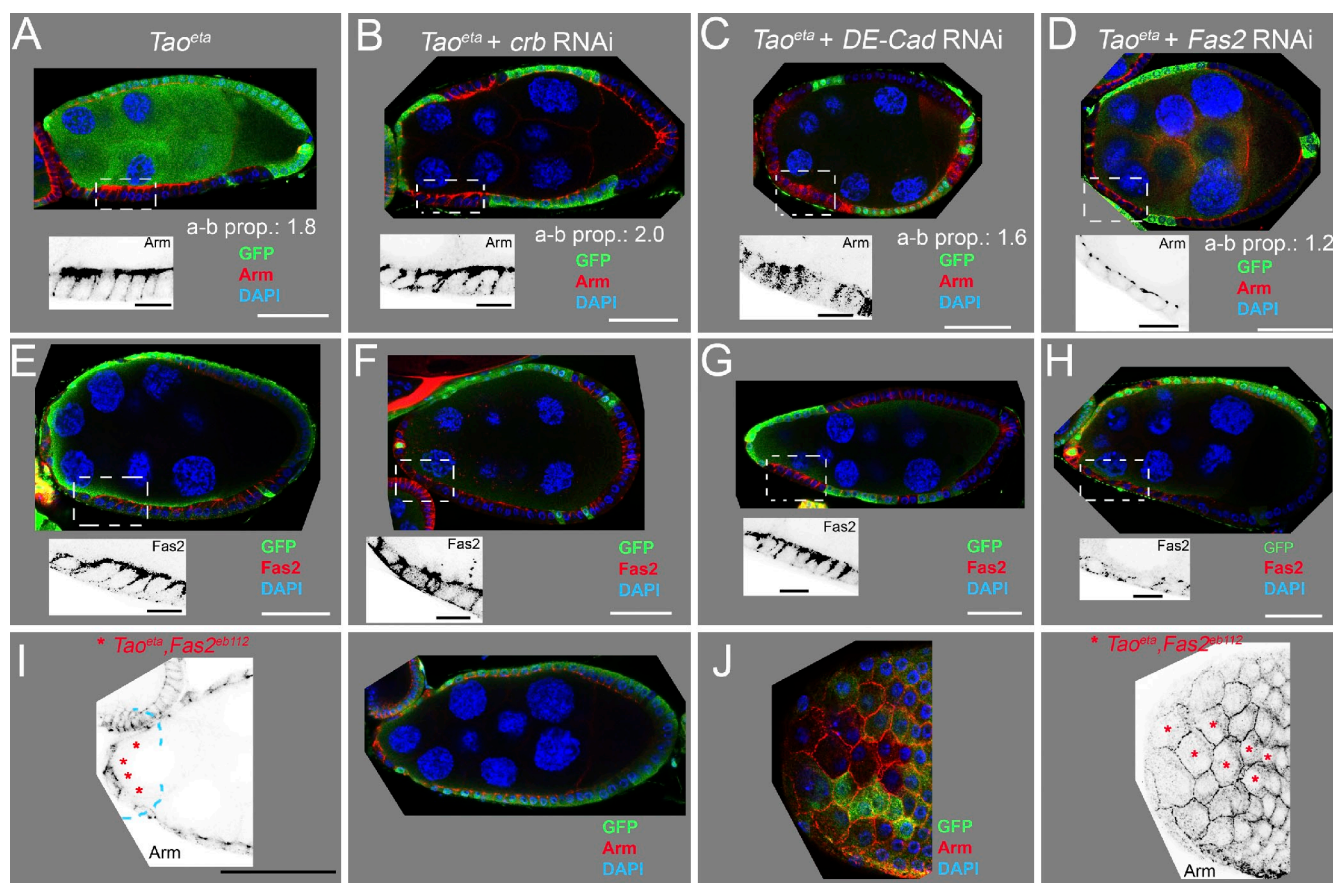 A
Tao^eta
a-b prop.: 1.8
Arm
GFP
Arm
DAPI
B
Tao^eta + crb RNAi
a-b prop.: 2.0
Arm
GFP
Arm
DAPI
C
Tao^eta + DE-Cad RNAi
a-b prop.: 1.6
Arm
GFP
Arm
DAPI
D
Tao^eta + Fas2 RNAi
a-b prop.: 1.2
Arm
GFP
Arm
DAPI
E
Fas2
GFP
Fas2
DAPI
F
Fas2
GFP
Fas2
DAPI
G
Fas2
GFP
Fas2
DAPI
H
Fas2
GFP
Fas2
DAPI
I
* Tao^eta,Fas2^eb112
*
*
*
*
Arm
GFP
Arm
DAPI
J
GFP
Arm
DAPI
* Tao^eta,Fas2^eb112
* *
* * * * *
*
Arm